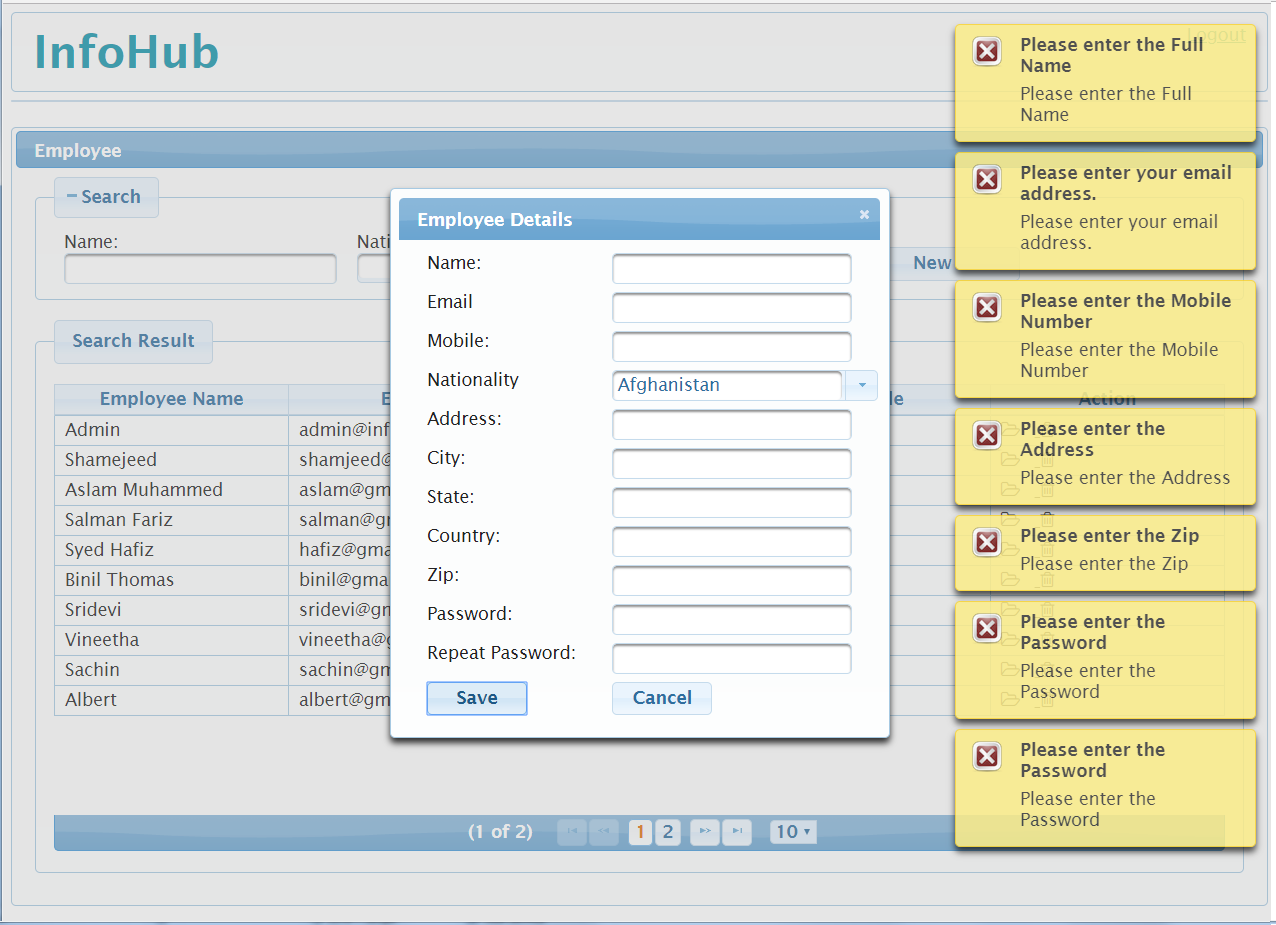 InfoHub
Logout
Employee
Search
Name:
Nati
New
Search Result
Employee Name E le Action
Admin admin@inf
Shamejeed shamjeed@
Aslam Muhammed aslam@gm
Salman Fariz salman@gr
Syed Hafiz hafiz@gma
Binil Thomas binil@gma
Sridevi sridevi@gn
Vineetha vineetha@g
Sachin sachin@gn
Albert albert@gm
(1 of 2) 1 2 10
Employee Details
Name:
Email
Mobile:
Nationality Afghanistan
Address:
City:
State:
Country:
Zip:
Password:
Repeat Password:
Save Cancel
Please enter the Full
Name
Please enter the Full
Name
Please enter your email
address.
Please enter your email
address.
Please enter the Mobile
Number
Please enter the Mobile
Number
Please enter the
Address
Please enter the Address
Please enter the Zip
Please enter the Zip
Please enter the
Password
Please enter the
Password
Please enter the
Password
Please enter the
Password